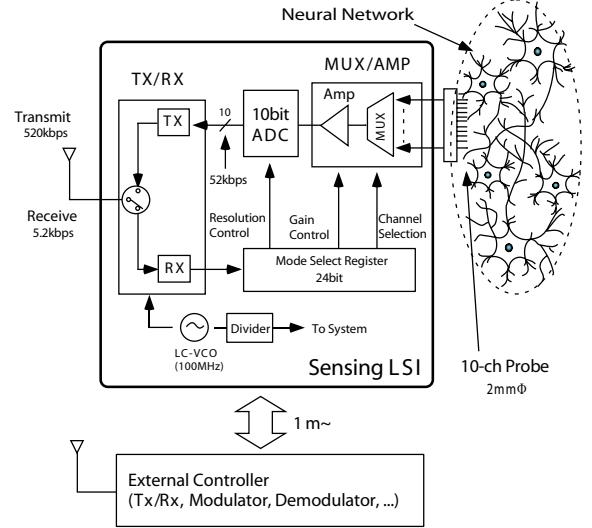 Neural Network
MUX/AMP
TX/RX
Amp
MUX
10bit
ADC
10
TX
Transmit
520kbps
52kbps
Receive
5.2kbps
Resolution
Control
Gain
Control
Channel
Selection
RX
Mode Select Register
24bit
Divider
To System
LC-VCO
(100MHz)
Sensing LSI
10-ch Probe
2mmΦ
1 m~
External Controller
(Tx/Rx, Modulator, Demodulator, ...)